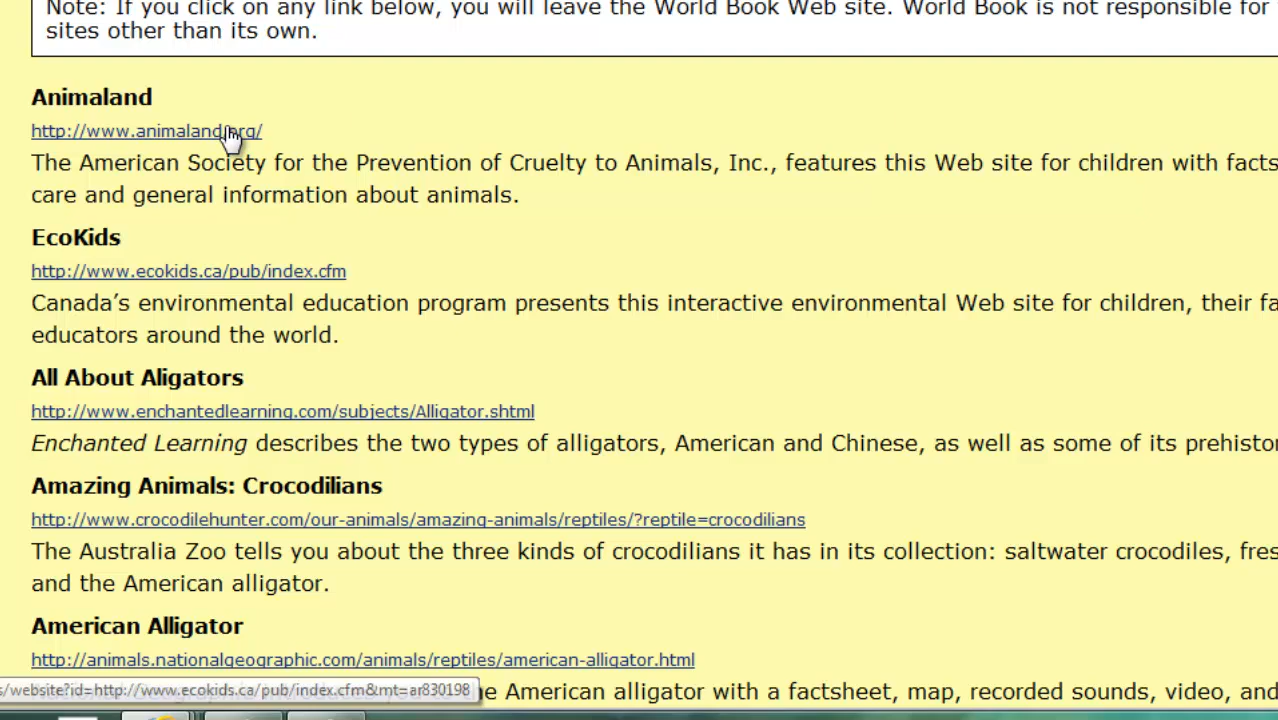 Note: If you click on any link below, you will leave the World Book Web site. World Book is not responsible for
sites other than its own.
Animaland
http://www.animaland.org/
The American Society for the Prevention of Cruelty to Animals, Inc., features this Web site for children with facts
care and general information about animals.
EcoKids
http://www.ecokids.ca/pub/index.cfm
Canada’s environmental education program presents this interactive environmental Web site for children, their fa
educators around the world.
All About Aligators
http://www.enchantedlearning.com/subjects/Alligator.shtml
Enchanted Learning describes the two types of alligators, American and Chinese, as well as some of its prehistor
Amazing Animals: Crocodilians
http://www.crocodilehunter.com/our-animals/amazing-animals/reptiles/?reptile=crocodilians
The Australia Zoo tells you about the three kinds of crocodilians it has in its collection: saltwater crocodiles, fres
and the American alligator.
American Alligator
http://animals.nationalgeographic.com/animals/reptiles/american-alligator.html
the American alligator with a factsheet, map, recorded sounds, video, and
s/website?id=http://www.ecokids.ca/pub/index.cfm&mt=ar830198